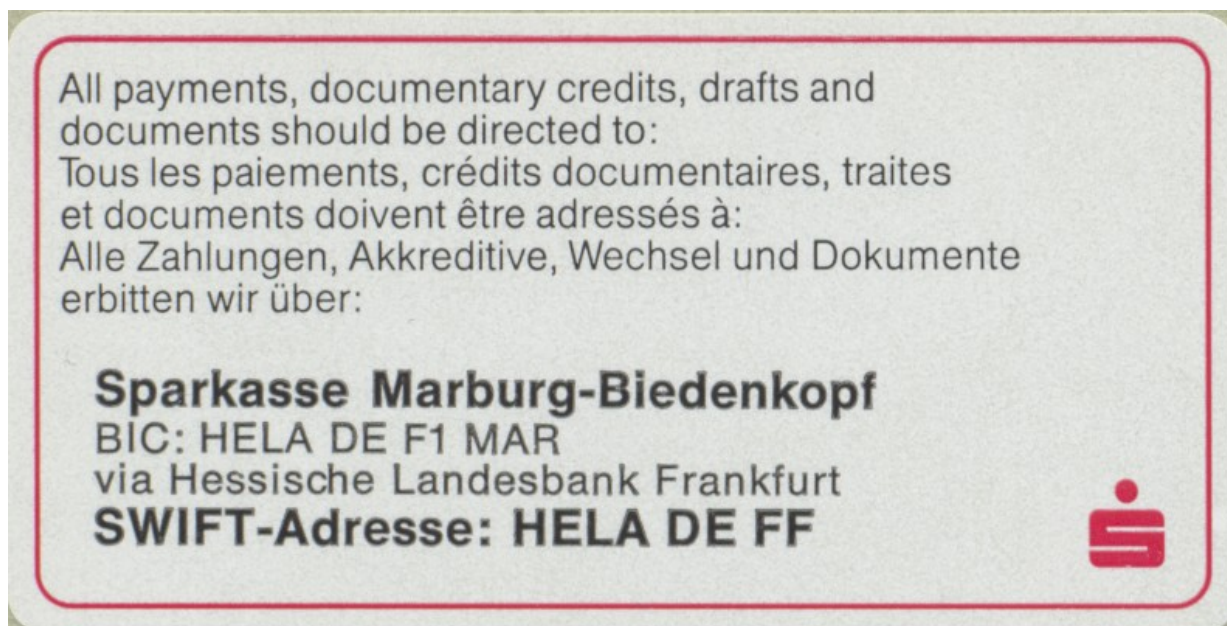 All payments, documentary credits, drafts and
documents should be directed to:
Tous les paiements, crédits documentaires, traites
et documents doivent être adressés à:
Alle Zahlungen, Akkreditive, Wechsel und Dokumente
erbitten wir über:
Sparkasse Marburg-Biedenkopf
BIC: HELA DE F1 MAR
via Hessische Landesbank Frankfurt
SWIFT-Adresse: HELA DE FF